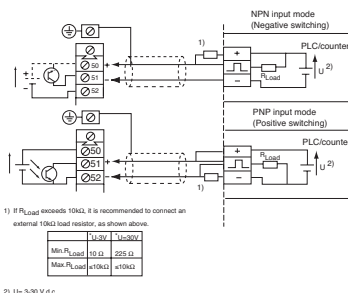 NPN input mode
(Negative switching)
PLC/counter
1)
50
+
51
52
+
−
RLoad
U 2)
PNP input mode
(Positive switching)
PLC/counter
50
51
52
+
−
1)
+
−
RLoad
U 2)
1) If RLoad exceeds 10kΩ, it is recommended to connect an
external 10kΩ load resistor, as shown above.
*U-3V *U=30V
Min.RLoad 10 Ω 225 Ω
Max.RLoad ≤10kΩ ≤10kΩ
2) U= 3-30 V d.c.